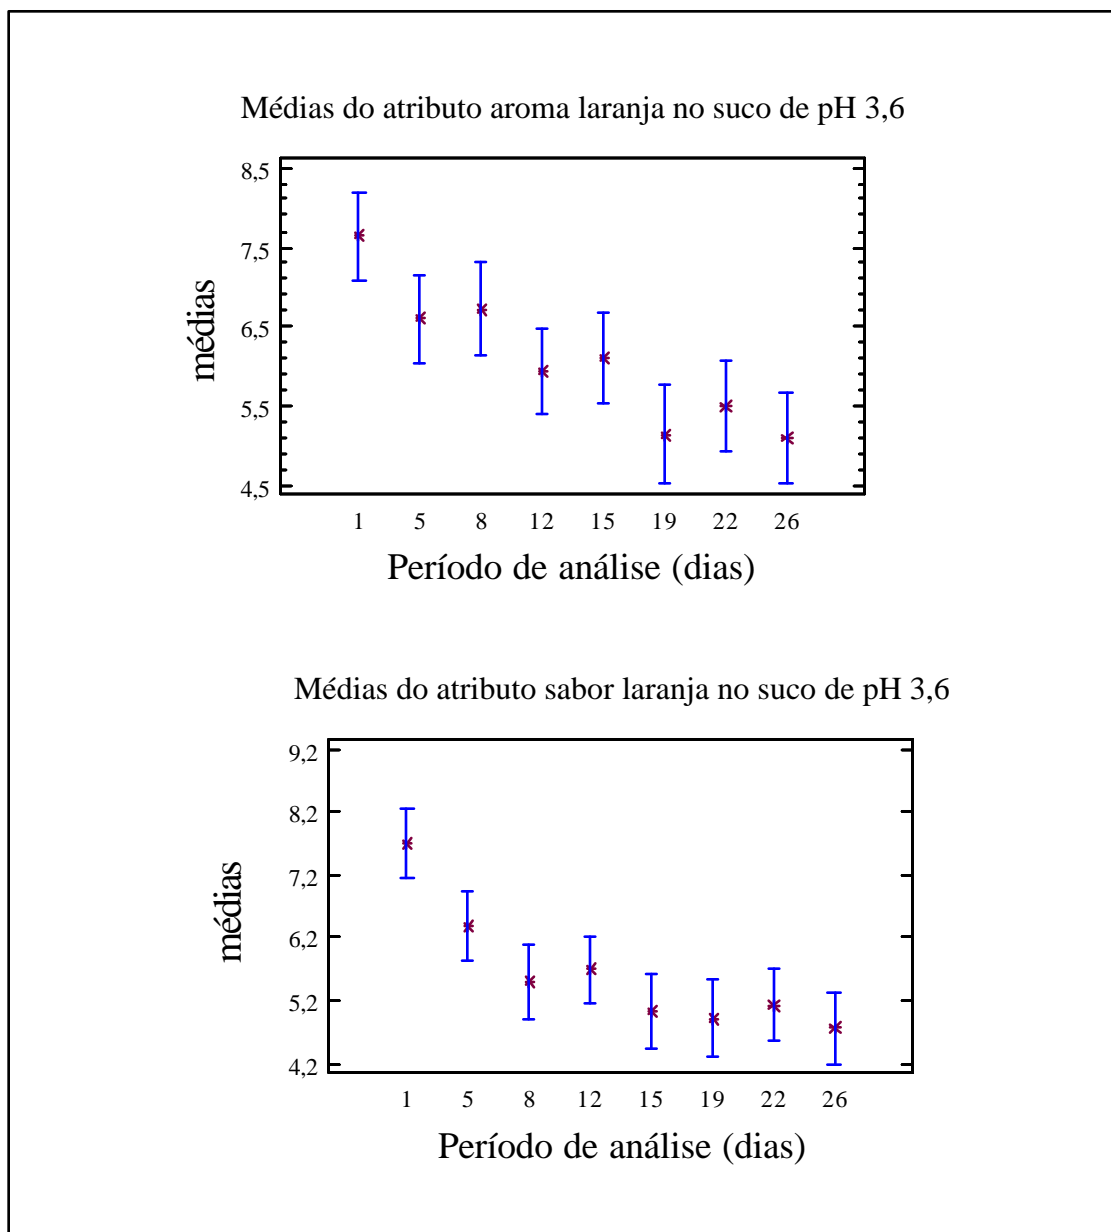 Médias do atributo aroma laranja no suco de pH 3,6
8,5
7,5
6,5
5,5
4,5
médias
1 5 8 12 15 19 22 26
Período de análise (dias)
Médias do atributo sabor laranja no suco de pH 3,6
9,2
8,2
7,2
6,2
5,2
4,2
médias
1 5 8 12 15 19 22 26
Período de análise (dias)